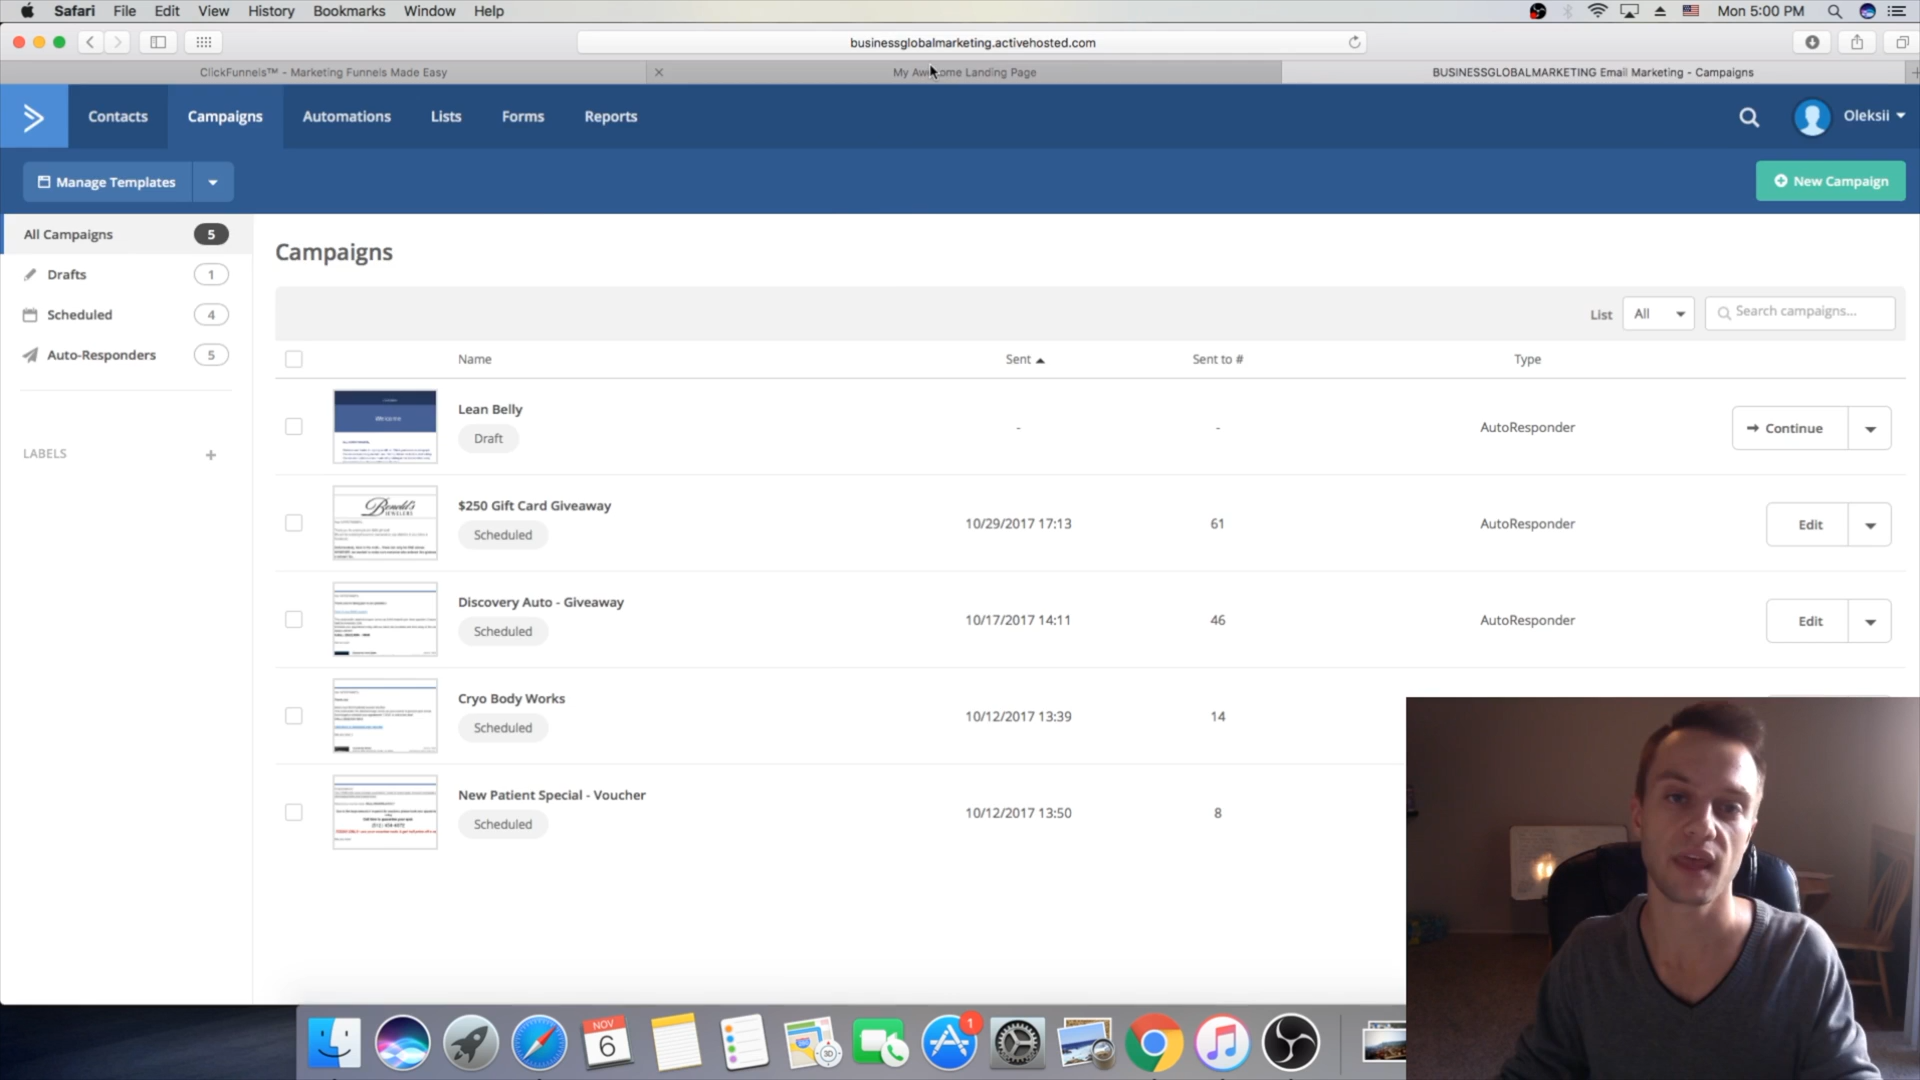 Safari File Edit View History Bookmarks Window Help Mon 5:00 PM
businessglobalmarketing.activehosted.com
ClickFunnels™ - Marketing Funnels Made Easy My Awesome Landing Page BUSINESSGLOBALMARKETING Email Marketing - Campaigns
Contacts Campaigns Automations Lists Forms Reports Oleksii
Manage Templates New Campaign
All Campaigns 5
Drafts 1
Scheduled 4
Auto-Responders 5
LABELS +
Campaigns
List All Search campaigns...
Name Sent Sent to # Type
Lean Belly
Draft - - AutoResponder Continue
$250 Gift Card Giveaway
Scheduled 10/29/2017 17:13 61 AutoResponder Edit
Discovery Auto - Giveaway
Scheduled 10/17/2017 14:11 46 AutoResponder Edit
Cryo Body Works
Scheduled 10/12/2017 13:39 14
New Patient Special - Voucher
Scheduled 10/12/2017 13:50 8
NOV
6
3D
1